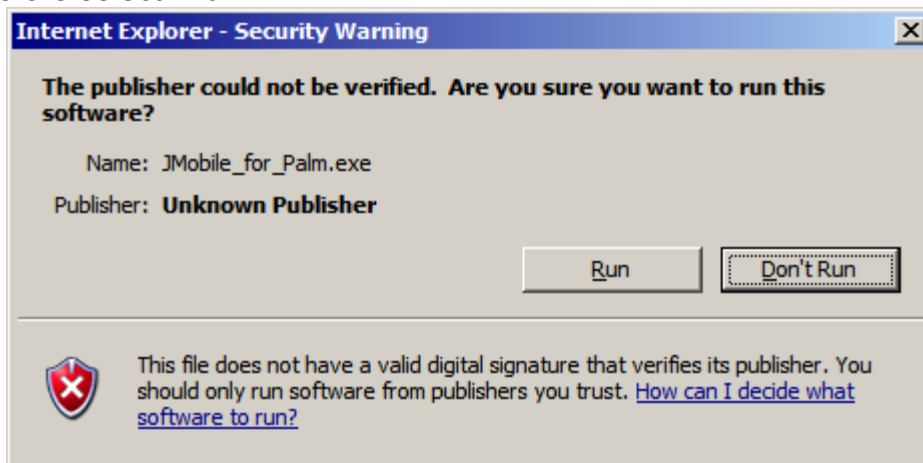 Internet Explorer - Security Warning
The publisher could not be verified. Are you sure you want to run this
software?
Name: JMobile_for_Palm.exe
Publisher: Unknown Publisher
Run Don't Run
This file does not have a valid digital signature that verifies its publisher. You
should only run software from publishers you trust. How can I decide what
software to run?